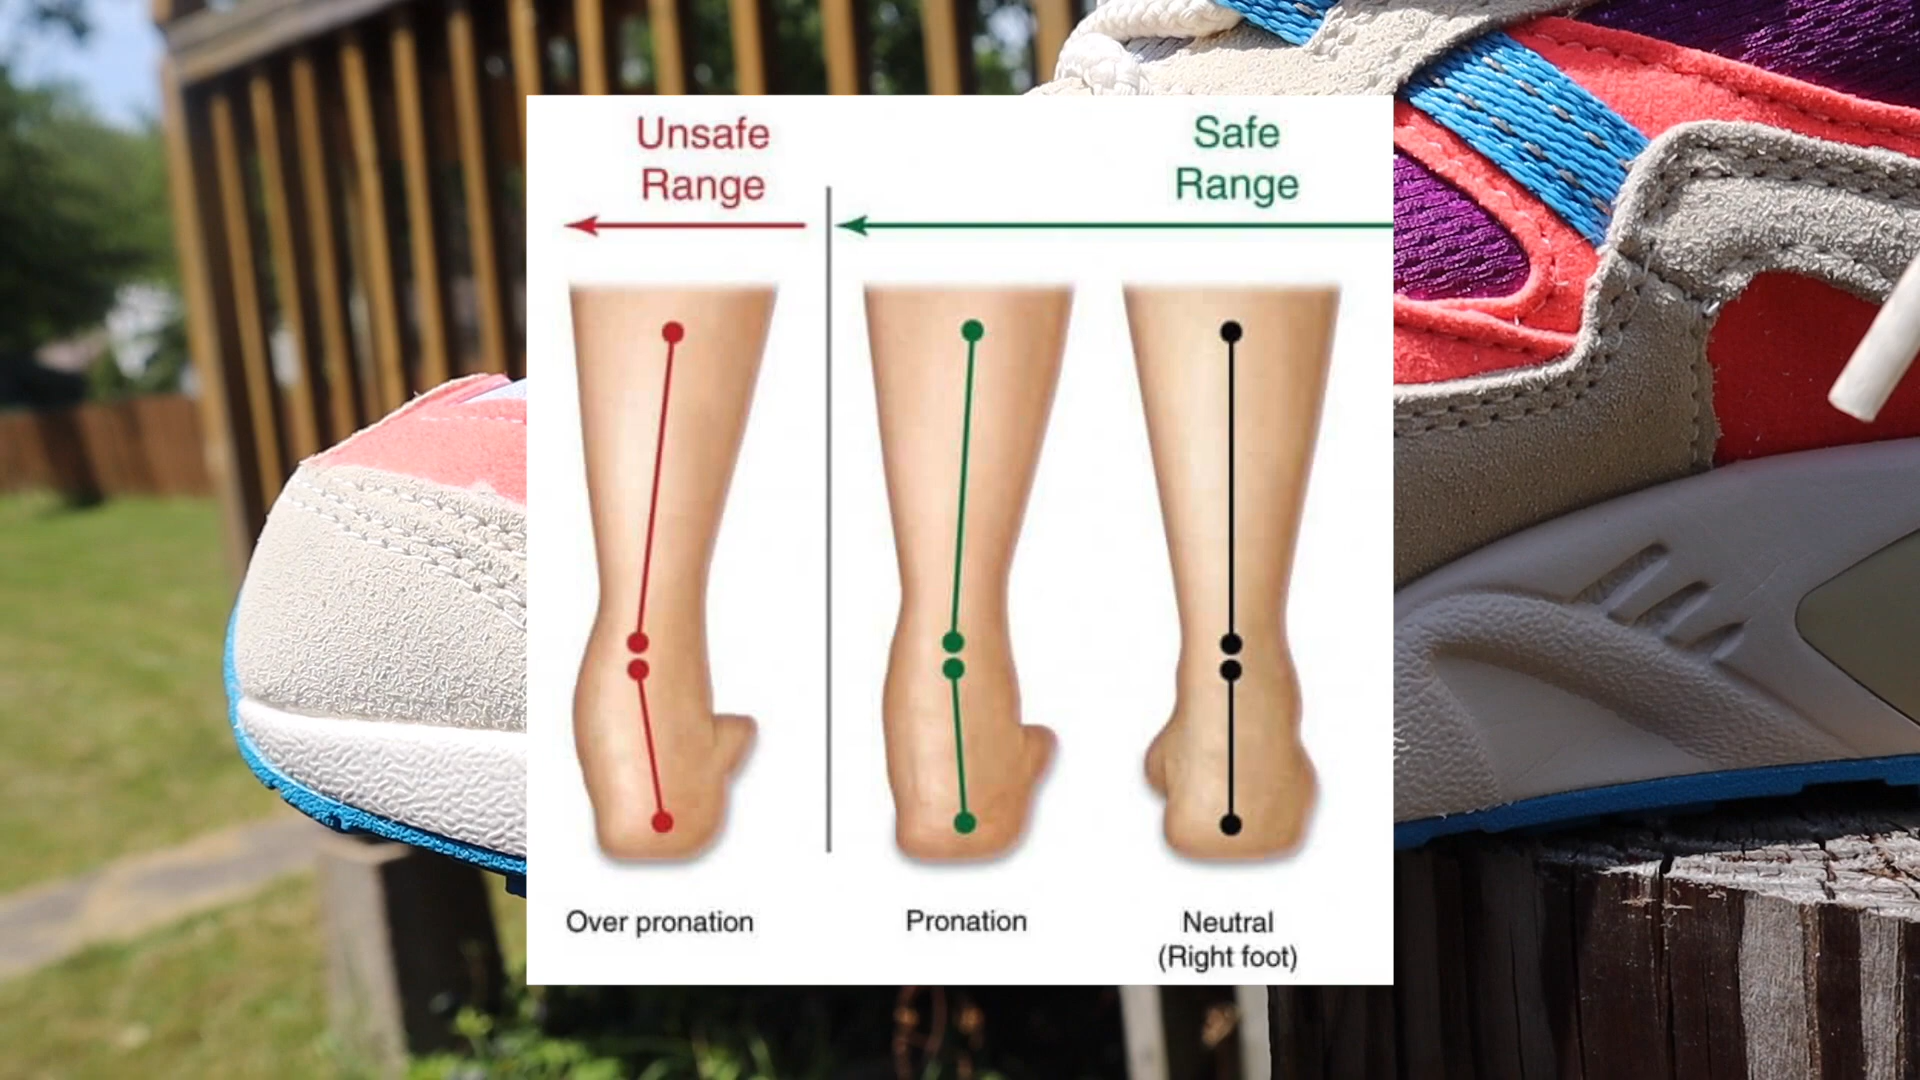 Unsafe
Range
Safe
Range
Over pronation
Pronation
Neutral
(Right foot)